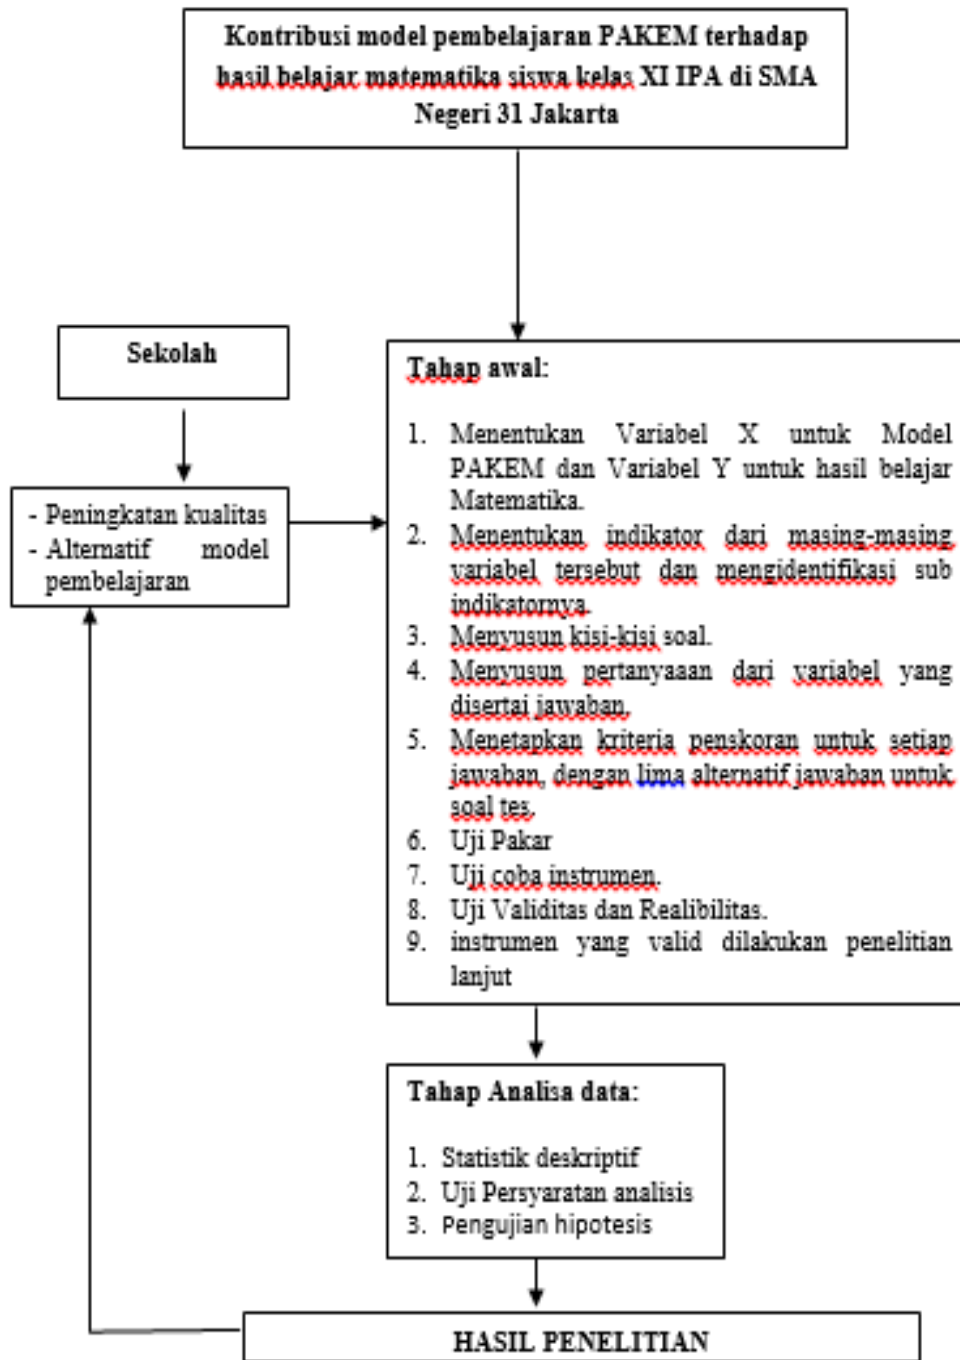 Kontribusi model pembelajaran PAKEM terhadap
hasil belajar matematika siswa kelas XI IPA di SMA
Negeri 31 Jakarta
Sekolah
- Peningkatan kualitas
- Alternatif model
pembelajaran
Tahap awal:
1. Menentukan Variabel X untuk Model
PAKEM dan Variabel Y untuk hasil belajar
Matematika.
2. Menentukan indikator dari masing-masing
variabel tersebut dan mengidentifikasi sub
indikatornya.
3. Menyusun kisi-kisi soal.
4. Menyusun pertanyaaan dari variabel yang
disertai jawaban.
5. Menetapkan kriteria penskoran untuk setiap
jawaban, dengan lima alternatif jawaban untuk
soal tes.
6. Uji Pakar
7. Uji coba instrumen.
8. Uji Validitas dan Realibilitas.
9. instrumen yang valid dilakukan penelitian
lanjut
Tahap Analisa data:
1. Statistik deskriptif
2. Uji Persyaratan analisis
3. Pengujian hipotesis
HASIL PENELITIAN